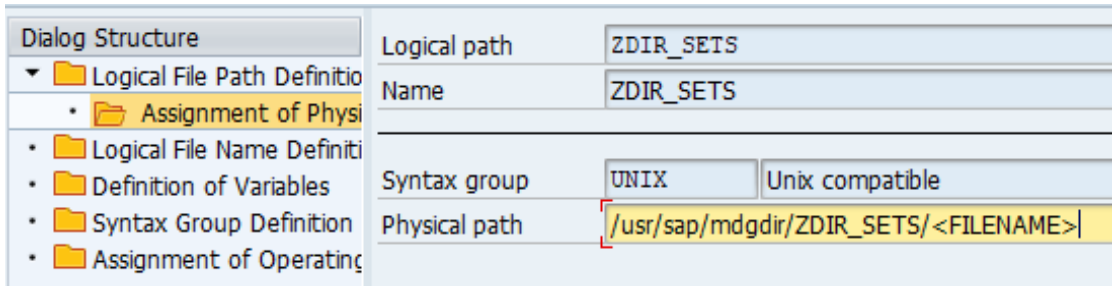 Dialog Structure
Logical File Path Definitio
Assignment of Physi
Logical File Name Definiti
Definition of Variables
Syntax Group Definition
Assignment of Operating
Logical path ZDIR_SETS
Name ZDIR_SETS
Syntax group UNIX Unix compatible
Physical path /usr/sap/mdgdir/ZDIR_SETS/<FILENAME>